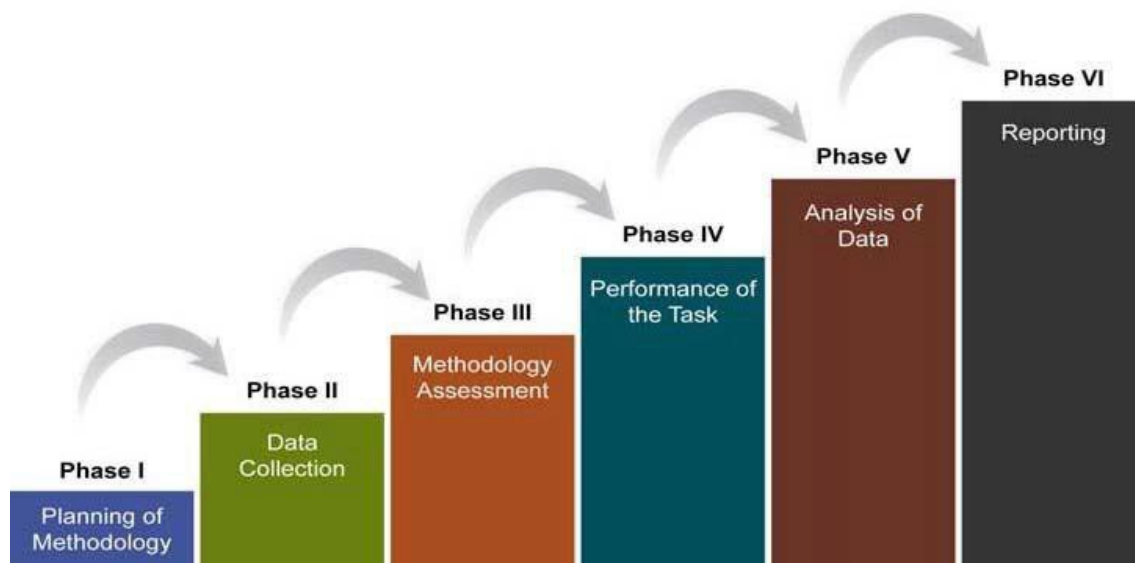 Phase I
Planning of
Methodology
Phase II
Data
Collection
Phase III
Methodology
Assessment
Phase IV
Performance of
the Task
Phase V
Analysis of
Data
Phase VI
Reporting